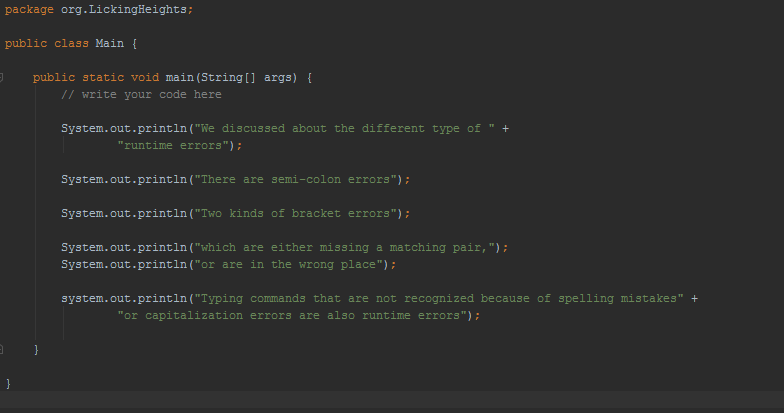 package org.LickingHeights;
public class Main {
public static void main(String[] args) {
// write your code here
System.out.println("We discussed about the different type of " +
"runtime errors");
System.out.println("There are semi-colon errors");
System.out.println("Two kinds of bracket errors");
System.out.println("which are either missing a matching pair,");
System.out.println("or are in the wrong place");
system.out.println("Typing commands that are not recognized because of spelling mistakes" +
"or capitalization errors are also runtime errors");
}
}